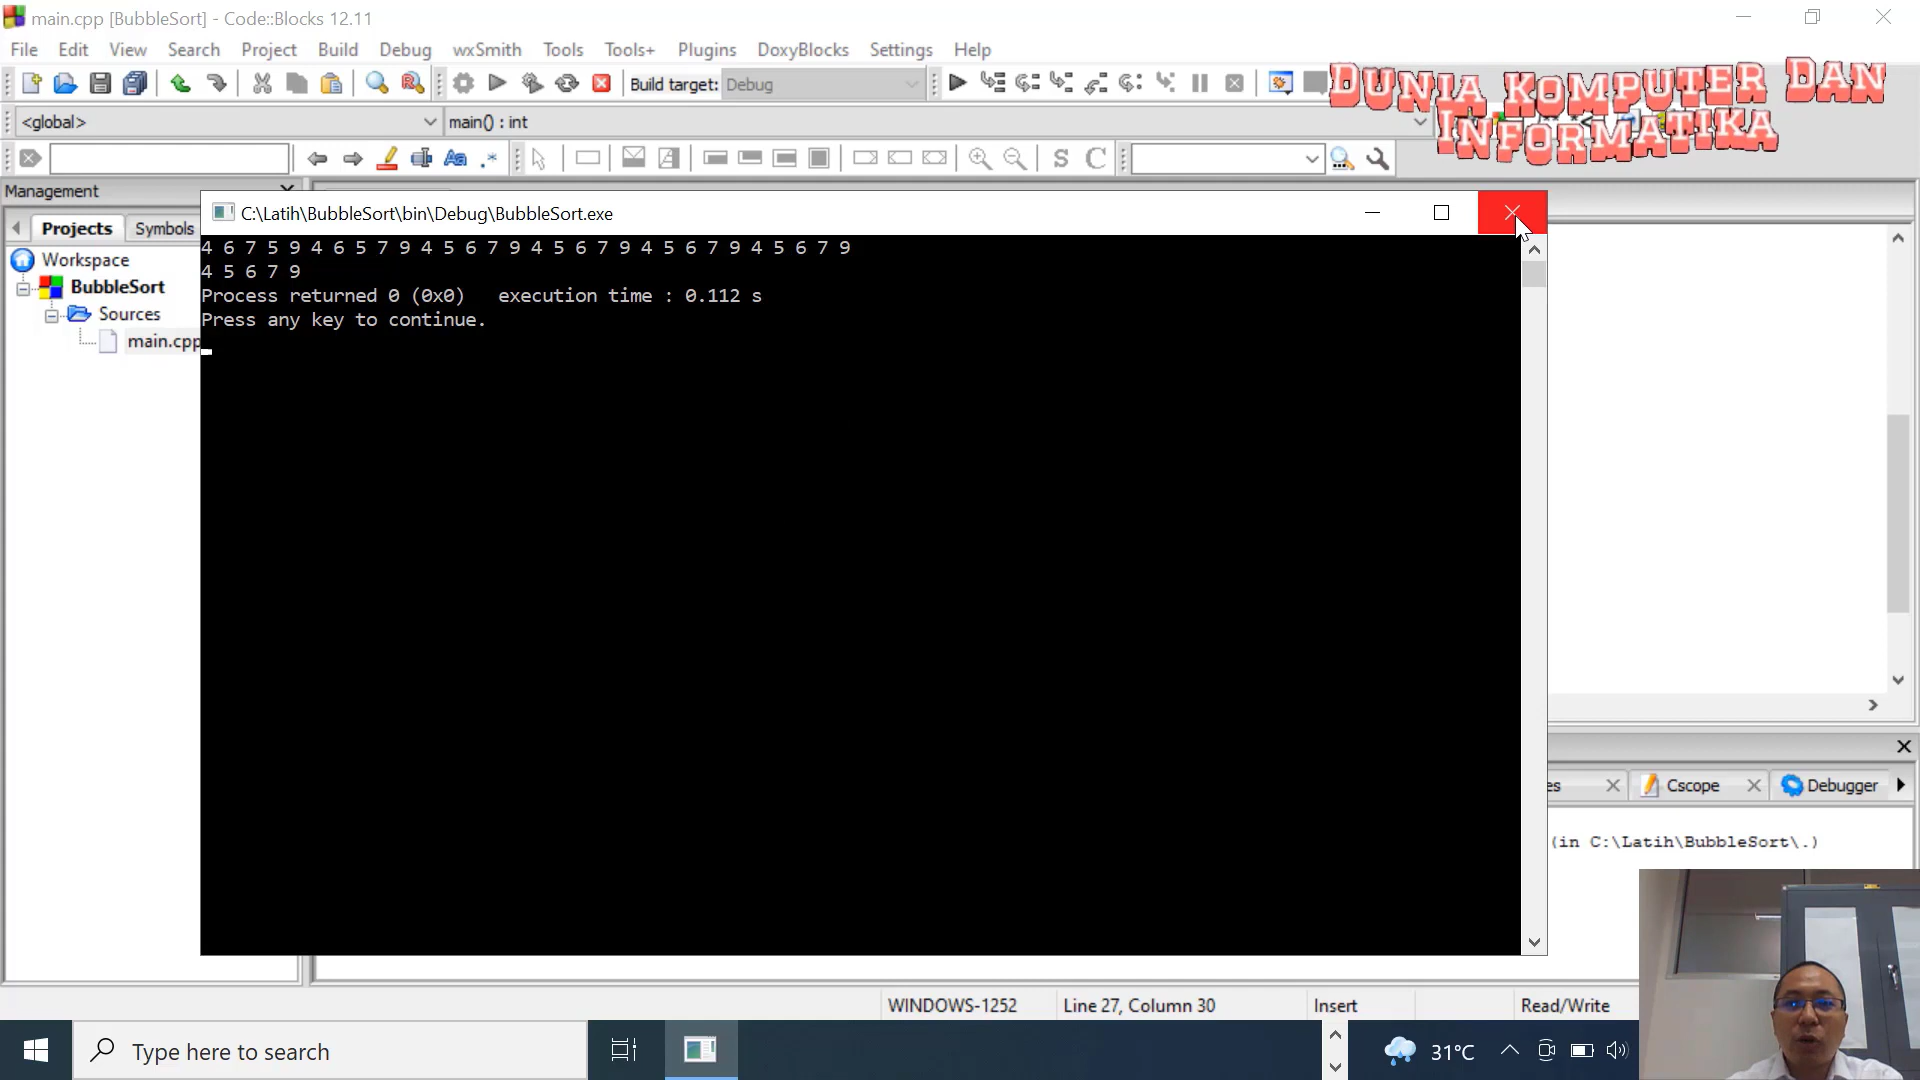 main.cpp [BubbleSort] - Code::Blocks 12.11
File Edit View Search Project Build Debug wxSmith Tools Tools+ Plugins DoxyBlocks Settings Help
Build target: Debug
DUNIA KOMPUTER DAN
INFORMATIKA
<global> main() : int
Management
Projects Symbols
Workspace
BubbleSort
Sources
main.cpp
C:\Latih\BubbleSort\bin\Debug\BubbleSort.exe
4 6 7 5 9 4 6 5 7 9 4 5 6 7 9 4 5 6 7 9 4 5 6 7 9 4 5 6 7 9
4 5 6 7 9
Process returned 0 (0x0)   execution time : 0.112 s
Press any key to continue.
es Cscope Debugger
(in C:\Latih\BubbleSort\.)
WINDOWS-1252 Line 27, Column 30 Insert Read/Write
Type here to search
31°C